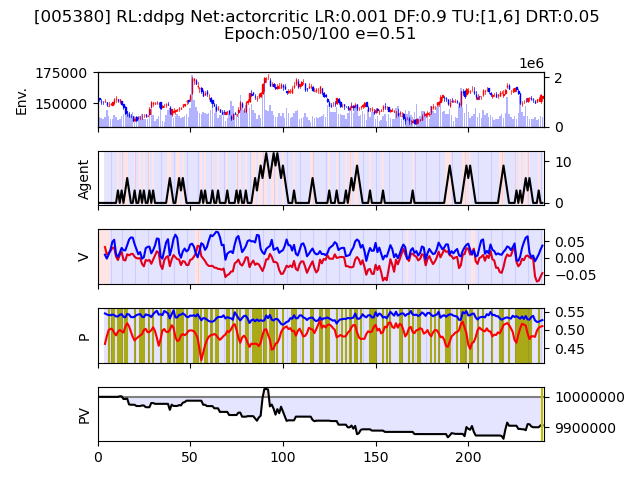 [005380] RL:ddpg Net:actorcritic LR:0.001 DF:0.9 TU:[1,6] DRT:0.05
Epoch:050/100 e=0.51
1e6
175000
150000
Env.
2
0
Agent
10
0
V
0.05
0.00
−0.05
P
0.55
0.50
0.45
PV
10000000
9900000
0 50 100 150 200